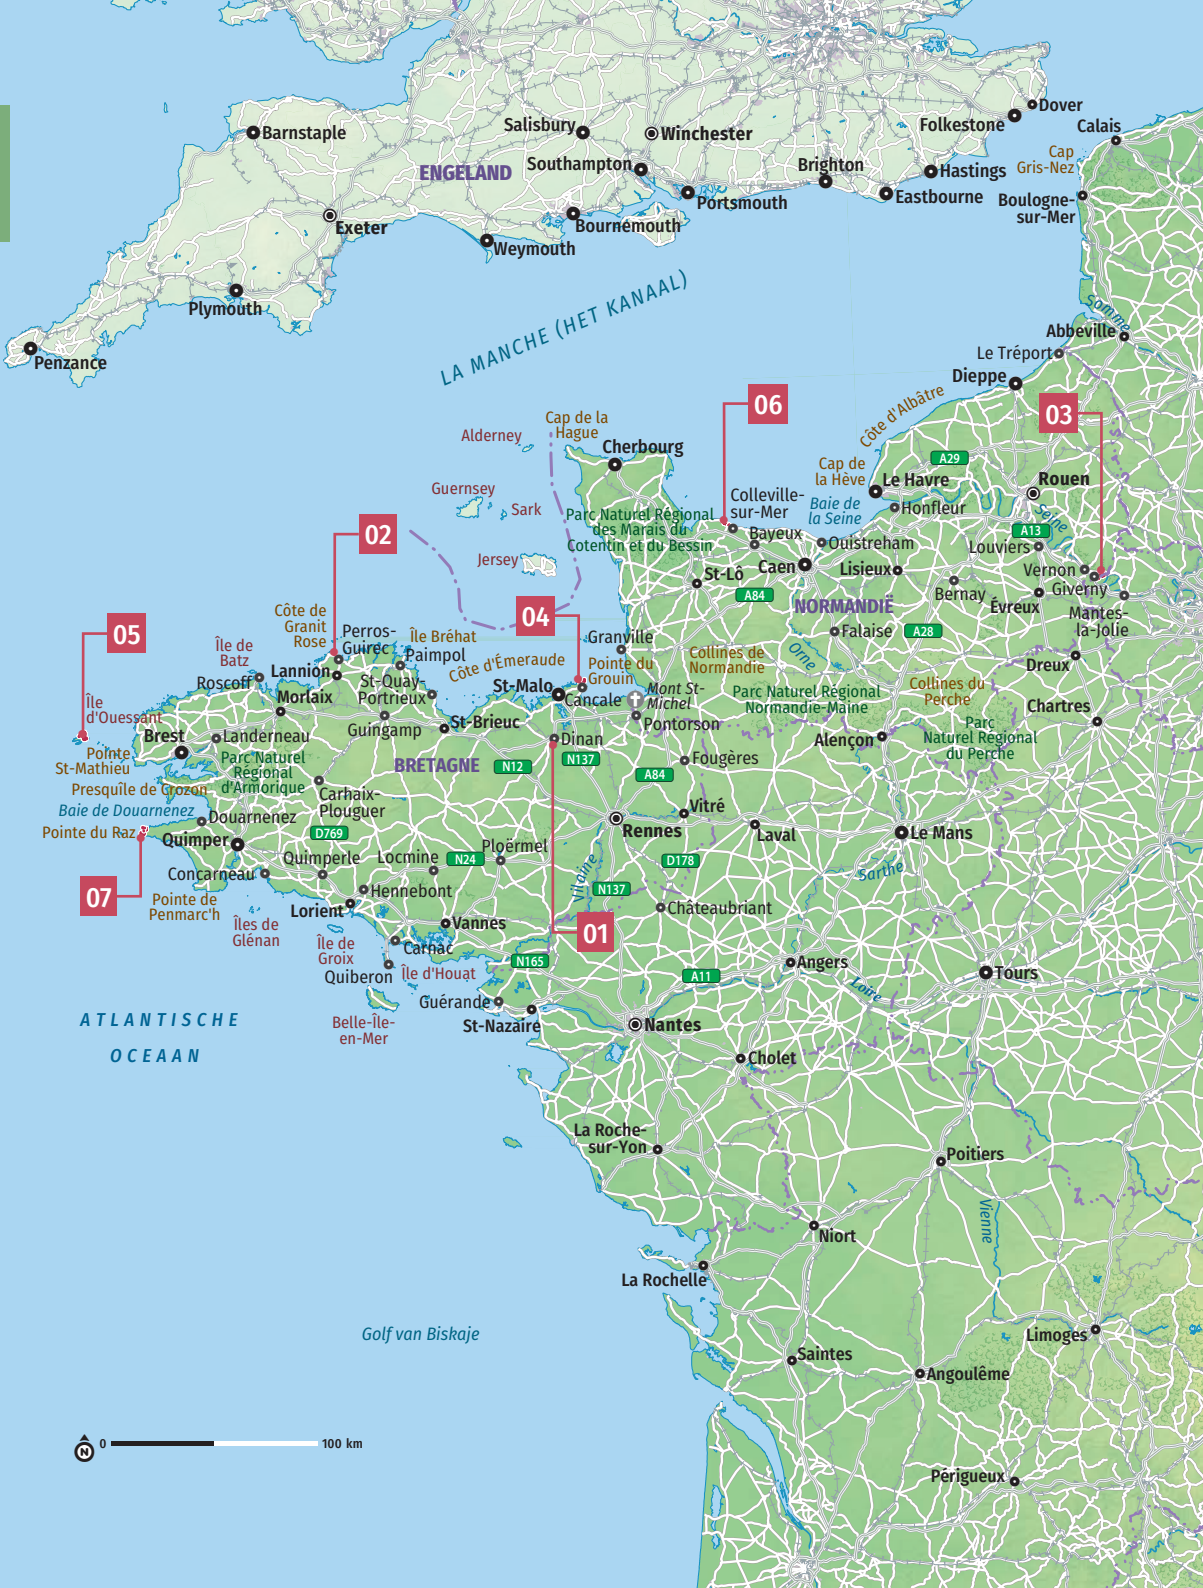 Dover
Barnstaple
Salisbury
Winchester
Folkestone
Calais
Southampton
ENGELAND
Brighton
Hastings
Cap
Gris-Nez
Portsmouth
Eastbourne
Boulogne-
sur-Mer
Exeter
Bournemouth
Weymouth
Plymouth
Penzance
LA MANCHE (HET KANAAL)
Somme
Abbeville
Le Tréport
Dieppe
06
03
Côte d'Albâtre
Cap de la
Hague
Alderney
Cherbourg
A29
Cap de
la Hève
Le Havre
Rouen
Guernsey
Sark
Colleville-
sur-Mer
Baie de
la Seine
Honfleur
Seine
02
Parc Naturel Régional
des Marais du
Cotentin et du Bessin
Bayeux
Ouistreham
A13
Louviers
Jersey
St-Lô
Caen
Lisieux
Vernon
Giverny
A84
NORMANDIË
Bernay
Évreux
Mantes-
la-Jolie
04
05
Côte de
Granit
Rose
Perros-
Guirec
Île Bréhat
Paimpol
Granville
Falaise
A28
Île de
Batz
Roscoff
Lannion
Côte d'Émeraude
Pointe du
Grouin
Collines de
Normandie
Orne
Dreux
Morlaix
St-Quay-
Portrieux
St-Malo
Cancale
Mont St-
Michel
Parc Naturel Régional
Normandie-Maine
Collines du
Perche
Île
d'Ouessant
Guingamp
St-Brieuc
Pontorson
Chartres
Brest
Landerneau
Dinan
Alençon
Parc
Naturel Régional
du Perche
Pointe
St-Mathieu
Parc Naturel
Régional
d'Armorique
BRETAGNE
N12
N137
A84
Fougères
Presqu'île de Crozon
Carhaix-
Plouguer
Baie de Douarnenez
Douarnenez
Vitré
Pointe du Raz
Quimper
D769
Rennes
Laval
Le Mans
Quimperlé
Locmine
N24
Ploërmel
D178
Sarthe
Concarneau
Hennebont
Vilaine
N137
07
Pointe de
Penmarc'h
Lorient
Châteaubriant
Îles de
Glénan
Vannes
01
Île de
Groix
Carnac
N165
Angers
Quiberon
Île d'Houat
A11
Tours
Loire
Guérande
Belle-Île-
en-Mer
St-Nazaire
Nantes
ATLANTISCHE
OCEAAN
Cholet
La Roche-
sur-Yon
Poitiers
Vienne
Niort
La Rochelle
Golf van Biskaje
Limoges
Saintes
Angoulême
N
0
100 km
Périgueux